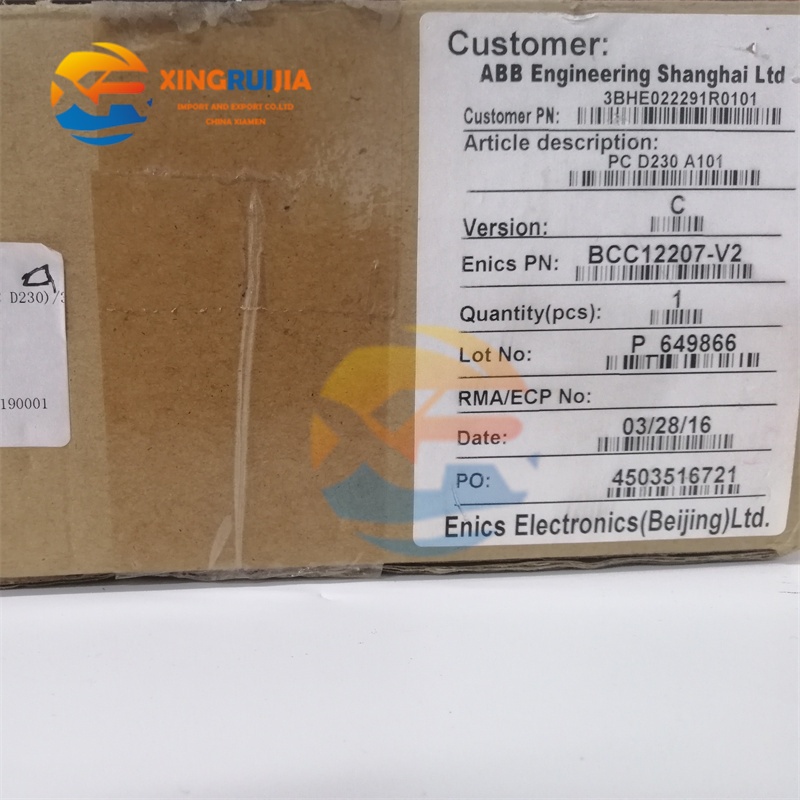 XINGRUIJIA
IMPORT AND EXPORT CO.LTD
CHINA XIAMEN
Customer:
ABB Engineering Shanghai Ltd
3BHE022291R0101
Customer PN:
Article description:
PC D230 A101
C
Version:
Enics PN: BCC12207-V2
1
Quantity(pcs):
Lot No: P 649866
RMA/ECP No:
Date: 03/28/16
PO: 4503516721
Enics Electronics(Beijing)Ltd.
D230)/
190001